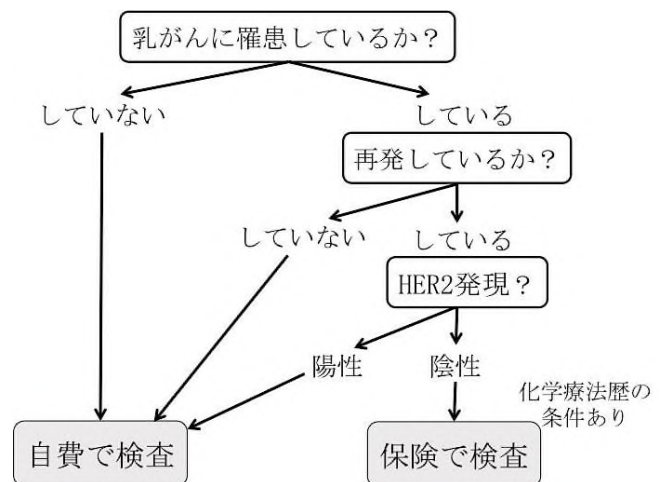 乳がんに罹患しているか？
していない
している
再発しているか？
していない
している
HER2発現？
陽性
陰性
化学療法歴の
条件あり
自費で検査
保険で検査